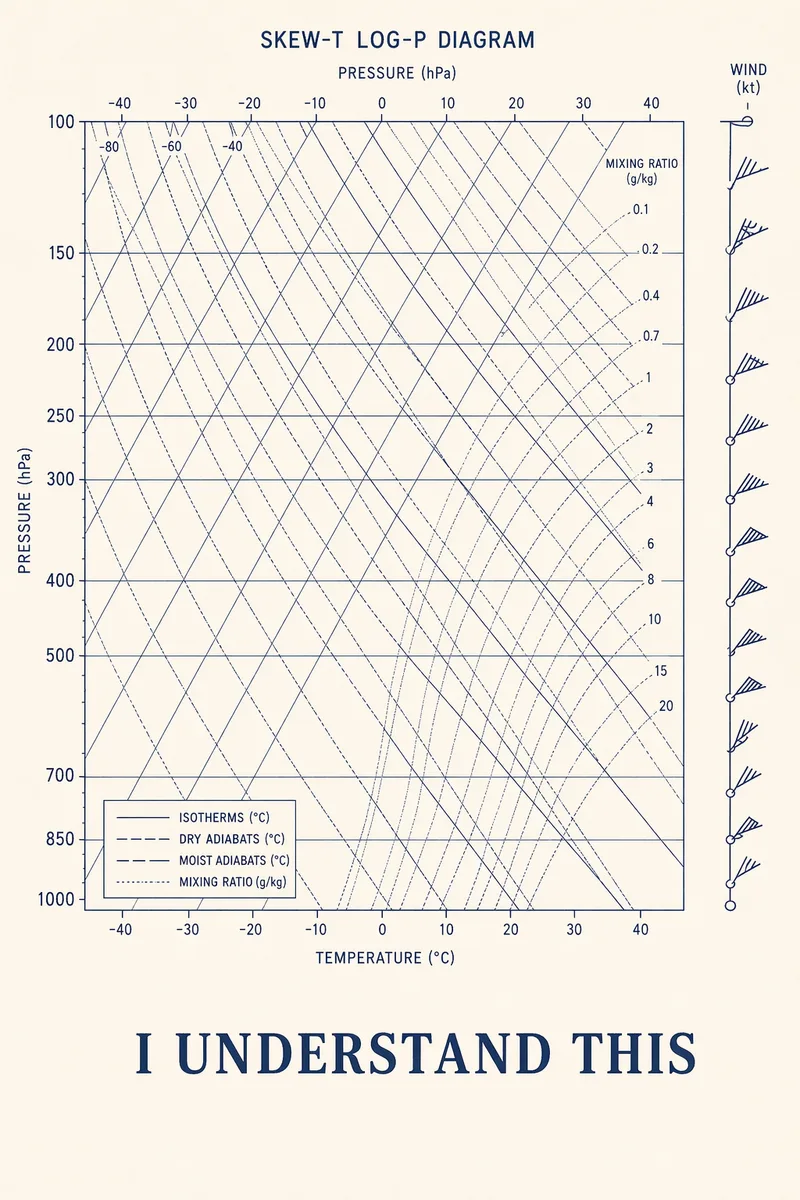 SKEW-T LOG-P DIAGRAM
PRESSURE (hPa)
WIND
(kt)
-40 -30 -20 -10 0 10 20 30 40
100
-80 -60 -40
MIXING RATIO
(g/kg)
0.1
150
0.2
0.4
200
0.7
1
250
2
300
3
4
PRESSURE (hPa)
6
400
8
10
500
15
20
700
850
1000
ISOTHERMS (°C)
DRY ADIABATS (°C)
MOIST ADIABATS (°C)
MIXING RATIO (g/kg)
-40 -30 -20 -10 0 10 20 30 40
TEMPERATURE (°C)
I UNDERSTAND THIS